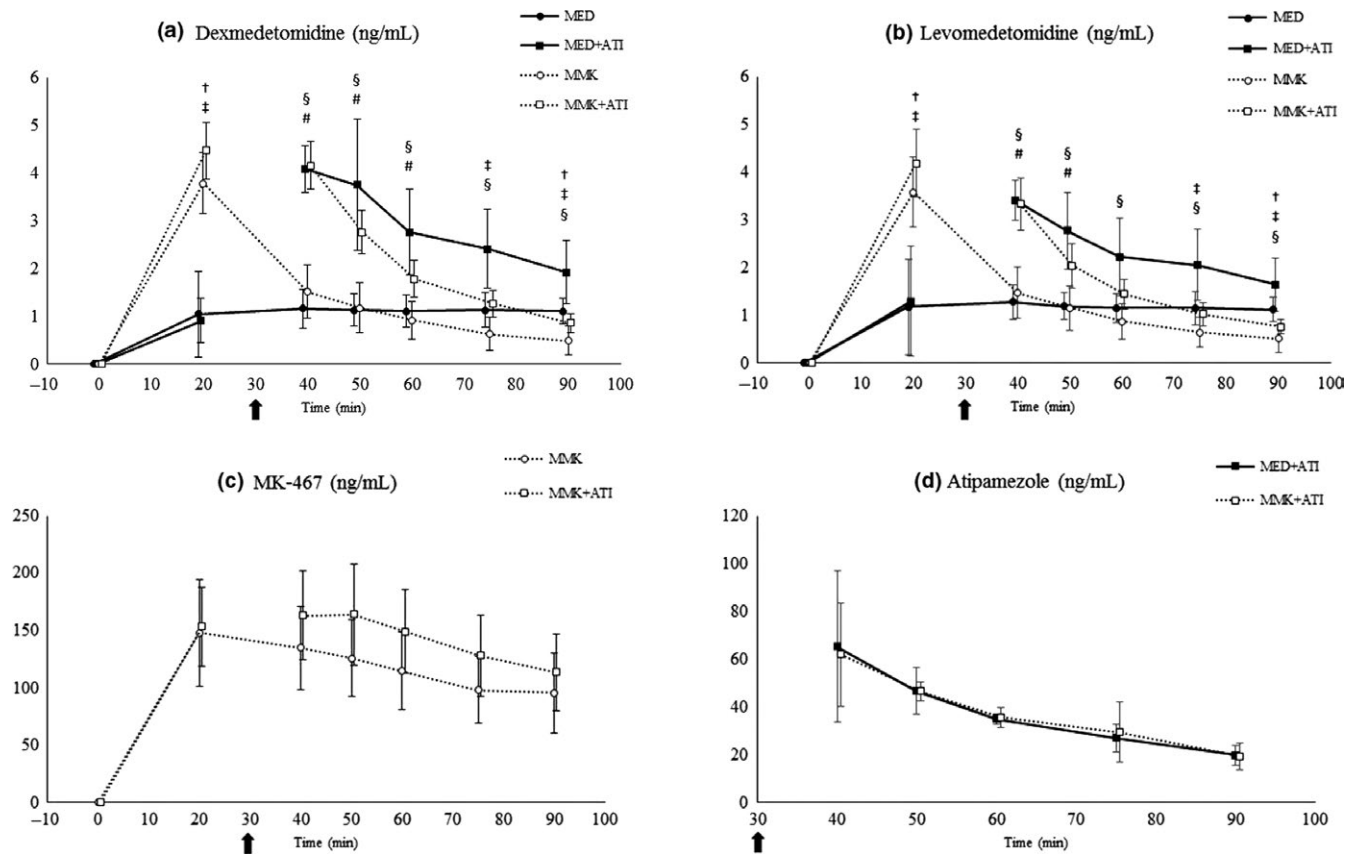 (a) Dexmedetomidine (ng/mL)
MED
MED+ATI
MMK
MMK+ATI
6
5
4
3
2
1
0
† ‡
§ #
§ #
§ #
‡ §
† ‡ §
–10 0 10 20 30 40 50 60 70 80 90 100
Time (min)
(b) Levomedetomidine (ng/mL)
MED
MED+ATI
MMK
MMK+ATI
6
5
4
3
2
1
0
† ‡
§ #
§ #
§
‡ §
† ‡ §
–10 0 10 20 30 40 50 60 70 80 90 100
Time (min)
(c) MK-467 (ng/mL)
MMK
MMK+ATI
250
200
150
100
50
0
–10 0 10 20 30 40 50 60 70 80 90 100
Time (min)
(d) Atipamezole (ng/mL)
MED+ATI
MMK+ATI
120
100
80
60
40
20
0
30 40 50 60 70 80 90 100
Time (min)